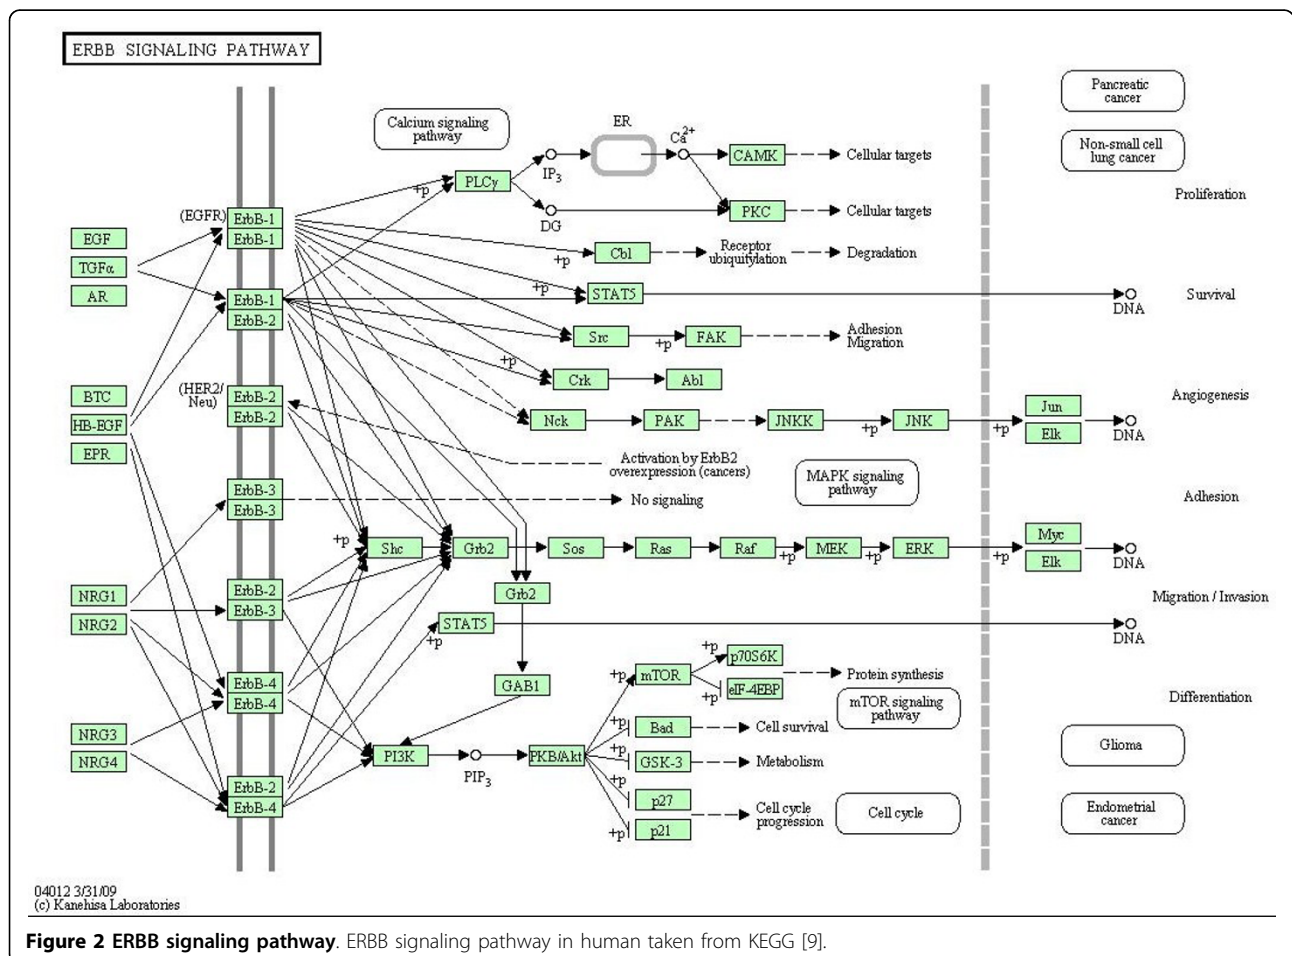 ERBB SIGNALING PATHWAY
Calcium signaling
pathway
ER
Ca2+
IP3
DG
PLCγ
+p
CAMK
Cellular targets
PKC
Cellular targets
Pancreatic
cancer
Non-small cell
lung cancer
Proliferation
(EGFR)
ErbB-1
ErbB-1
EGF
TGFα
AR
ErbB-1
ErbB-2
Cbl
+p
Receptor
ubiquitylation
Degradation
+p
STAT5
DNA
Survival
Src
+p
FAK
Adhesion
Migration
+p
Crk
Abl
BTC
HB-EGF
EPR
(HER2/
Neu)
ErbB-2
ErbB-2
Nck
PAK
JNKK
+p
JNK
+p
Jun
Elk
DNA
Angiogenesis
Activation by ErbB2
overexpression (cancers)
MAPK signaling
pathway
ErbB-3
ErbB-3
No signaling
Adhesion
+p
Shc
Grb2
Sos
Ras
Raf
+p
MEK
+p
ERK
+p
Myc
Elk
DNA
NRG1
NRG2
ErbB-2
ErbB-3
Grb2
Migration / Invasion
STAT5
+p
DNA
ErbB-4
ErbB-4
GAB1
+p
mTOR
+p
p70S6K
+p
eIF-4EBP
Protein synthesis
mTOR signaling
pathway
Differentiation
NRG3
NRG4
PI3K
PIP3
PKB/Akt
+p
Bad
Cell survival
+p
GSK-3
Metabolism
+p
p27
+p
p21
Cell cycle
progression
Cell cycle
Glioma
Endometrial
cancer
ErbB-2
ErbB-4
04012 3/31/09
(c) Kanehisa Laboratories
Figure 2 ERBB signaling pathway. ERBB signaling pathway in human taken from KEGG [9].